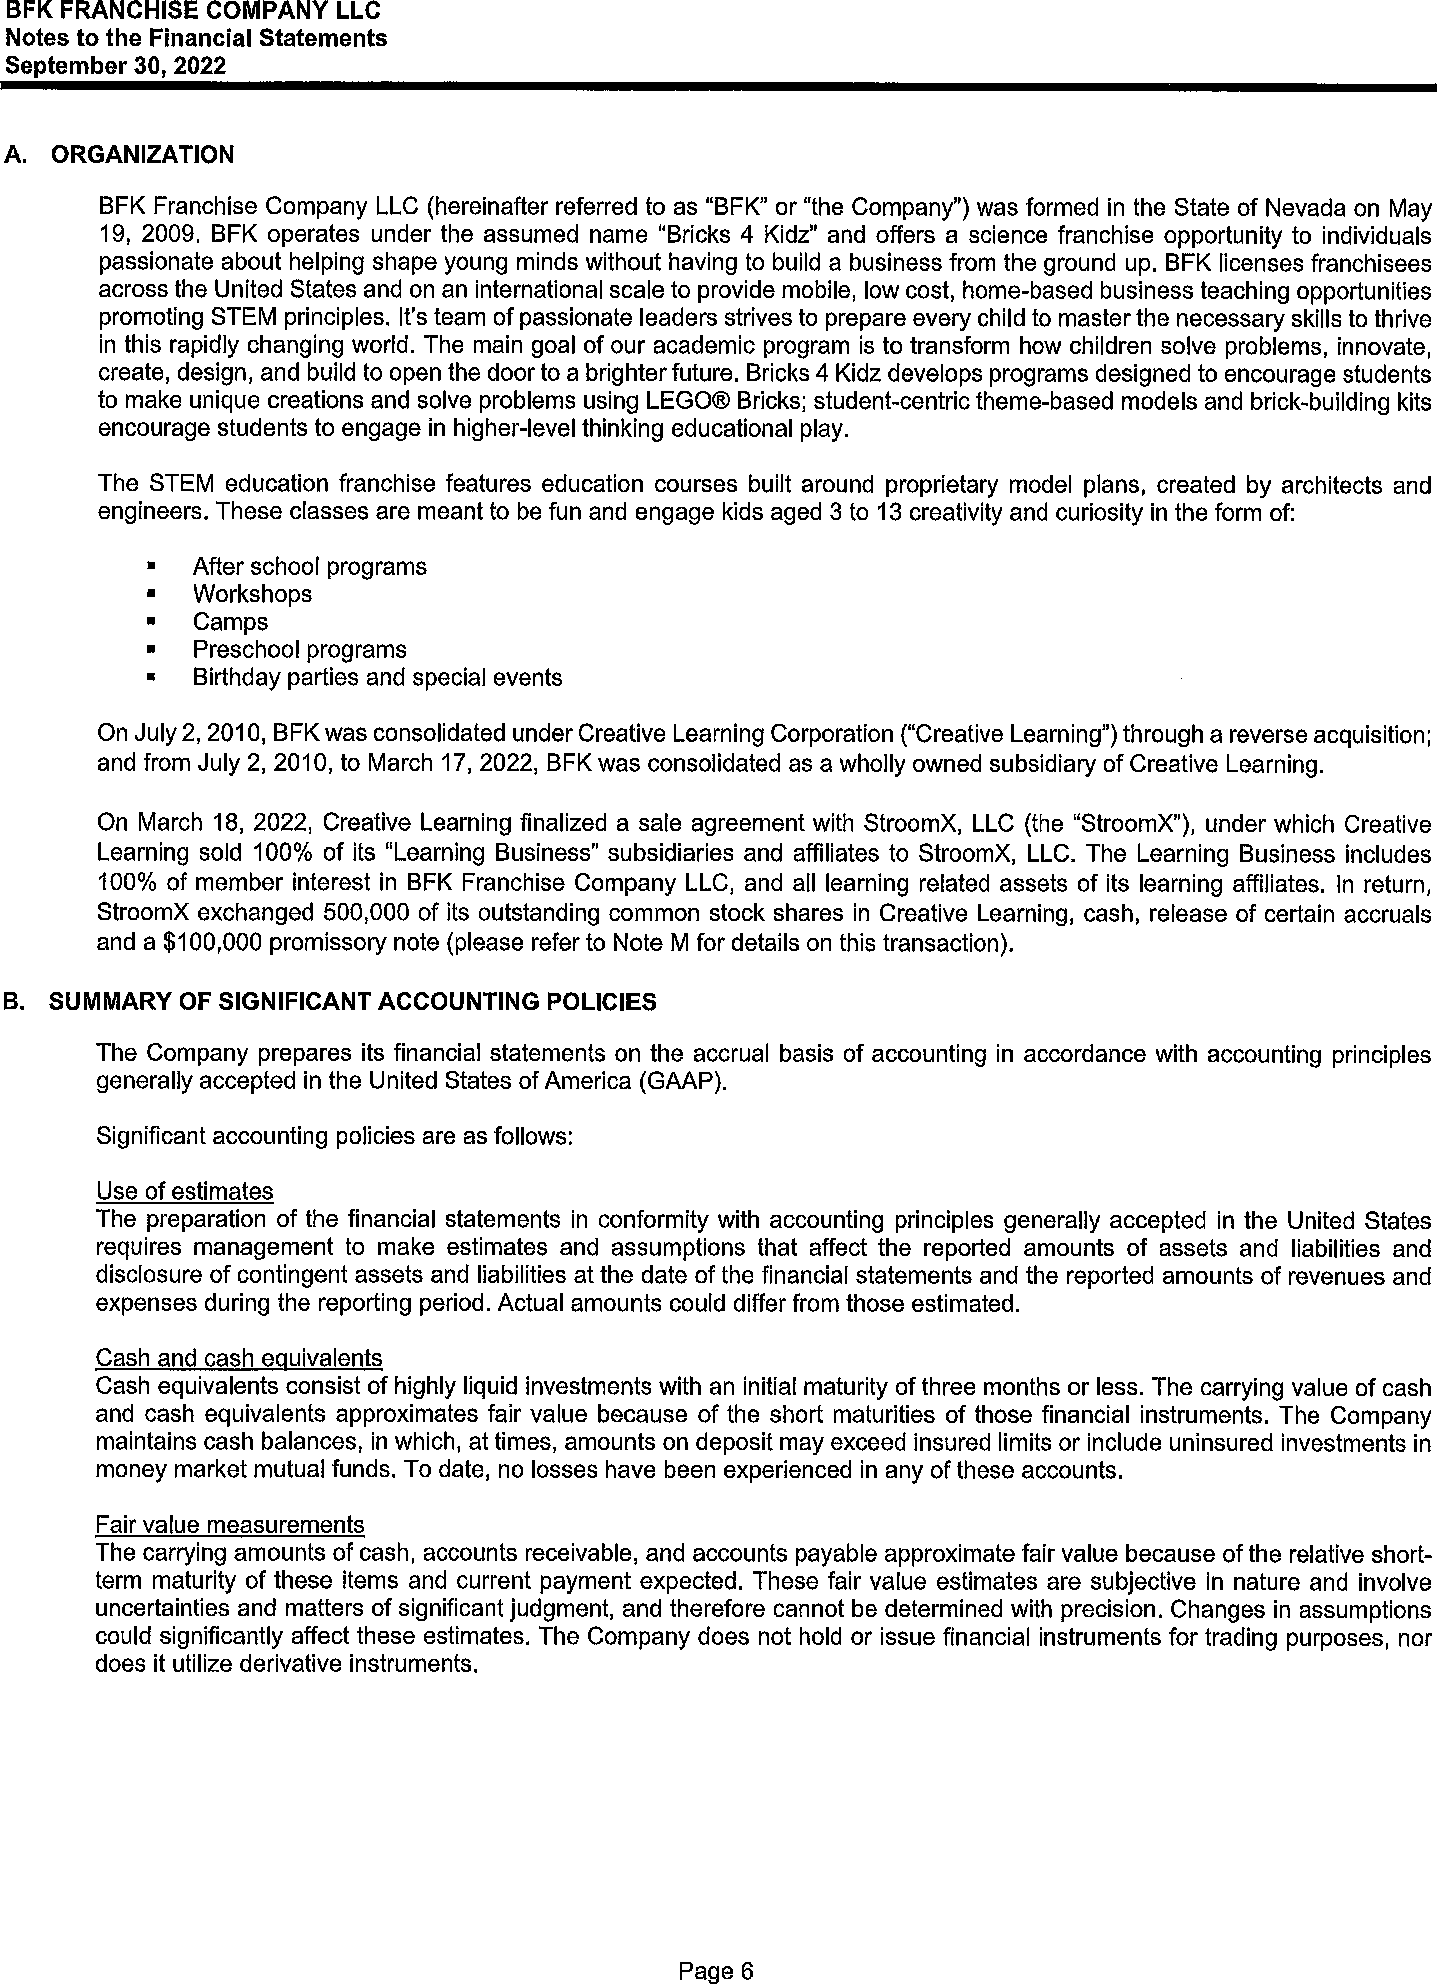 BFK FRANCHISE COMPANY LLC
Notes to the Financial Statements
September 30, 2022
A. ORGANIZATION
BFK Franchise Company LLC (hereinafter referred to as “BFK” or “the Company”) was formed in the State of Nevada on May
19, 2009. BFK operates under the assumed name “Bricks 4 Kidz” and offers a science franchise opportunity to individuals
passionate about helping shape young minds without having to build a business from the ground up. BFK licenses franchisees
across the United States and on an international scale to provide mobile, low cost, home-based business teaching opportunities
promoting STEM principles. It's team of passionate leaders strives to prepare every child to master the necessary skills to thrive
in this rapidly changing world. The main goal of our academic program is to transform how children solve problems, innovate,
create, design, and build to open the door to a brighter future. Bricks 4 Kidz develops programs designed to encourage students
to make unique creations and solve problems using LEGO® Bricks; student-centric theme-based models and brick-building kits
encourage students to engage in higher-level thinking educational play.
The STEM education franchise features education courses built around proprietary model plans, created by architects and
engineers. These classes are meant to be fun and engage kids aged 3 to 13 creativity and curiosity in the form of:
▪ After school programs
▪ Workshops
▪ Camps
▪ Preschool programs
▪ Birthday parties and special events
On July 2, 2010, BFK was consolidated under Creative Learning Corporation (“Creative Learning”) through a reverse acquisition;
and from July 2, 2010, to March 17, 2022, BFK was consolidated as a wholly owned subsidiary of Creative Learning.
On March 18, 2022, Creative Learning finalized a sale agreement with StroomX, LLC (the “StroomX”), under which Creative
Learning sold 100% of its “Learning Business” subsidiaries and affiliates to StroomX, LLC. The Learning Business includes
100% of member interest in BFK Franchise Company LLC, and all learning related assets of its learning affiliates. In return,
StroomX exchanged 500,000 of its outstanding common stock shares in Creative Learning, cash, release of certain accruals
and a $100,000 promissory note (please refer to Note M for details on this transaction).
B. SUMMARY OF SIGNIFICANT ACCOUNTING POLICIES
The Company prepares its financial statements on the accrual basis of accounting in accordance with accounting principles
generally accepted in the United States of America (GAAP).
Significant accounting policies are as follows:
Use of estimates
The preparation of the financial statements in conformity with accounting principles generally accepted in the United States
requires management to make estimates and assumptions that affect the reported amounts of assets and liabilities and
disclosure of contingent assets and liabilities at the date of the financial statements and the reported amounts of revenues and
expenses during the reporting period. Actual amounts could differ from those estimated.
Cash and cash equivalents
Cash equivalents consist of highly liquid investments with an initial maturity of three months or less. The carrying value of cash
and cash equivalents approximates fair value because of the short maturities of those financial instruments. The Company
maintains cash balances, in which, at times, amounts on deposit may exceed insured limits or include uninsured investments in
money market mutual funds. To date, no losses have been experienced in any of these accounts.
Fair value measurements
The carrying amounts of cash, accounts receivable, and accounts payable approximate fair value because of the relative short-
term maturity of these items and current payment expected. These fair value estimates are subjective in nature and involve
uncertainties and matters of significant judgment, and therefore cannot be determined with precision. Changes in assumptions
could significantly affect these estimates. The Company does not hold or issue financial instruments for trading purposes, nor
does it utilize derivative instruments.
Page 6